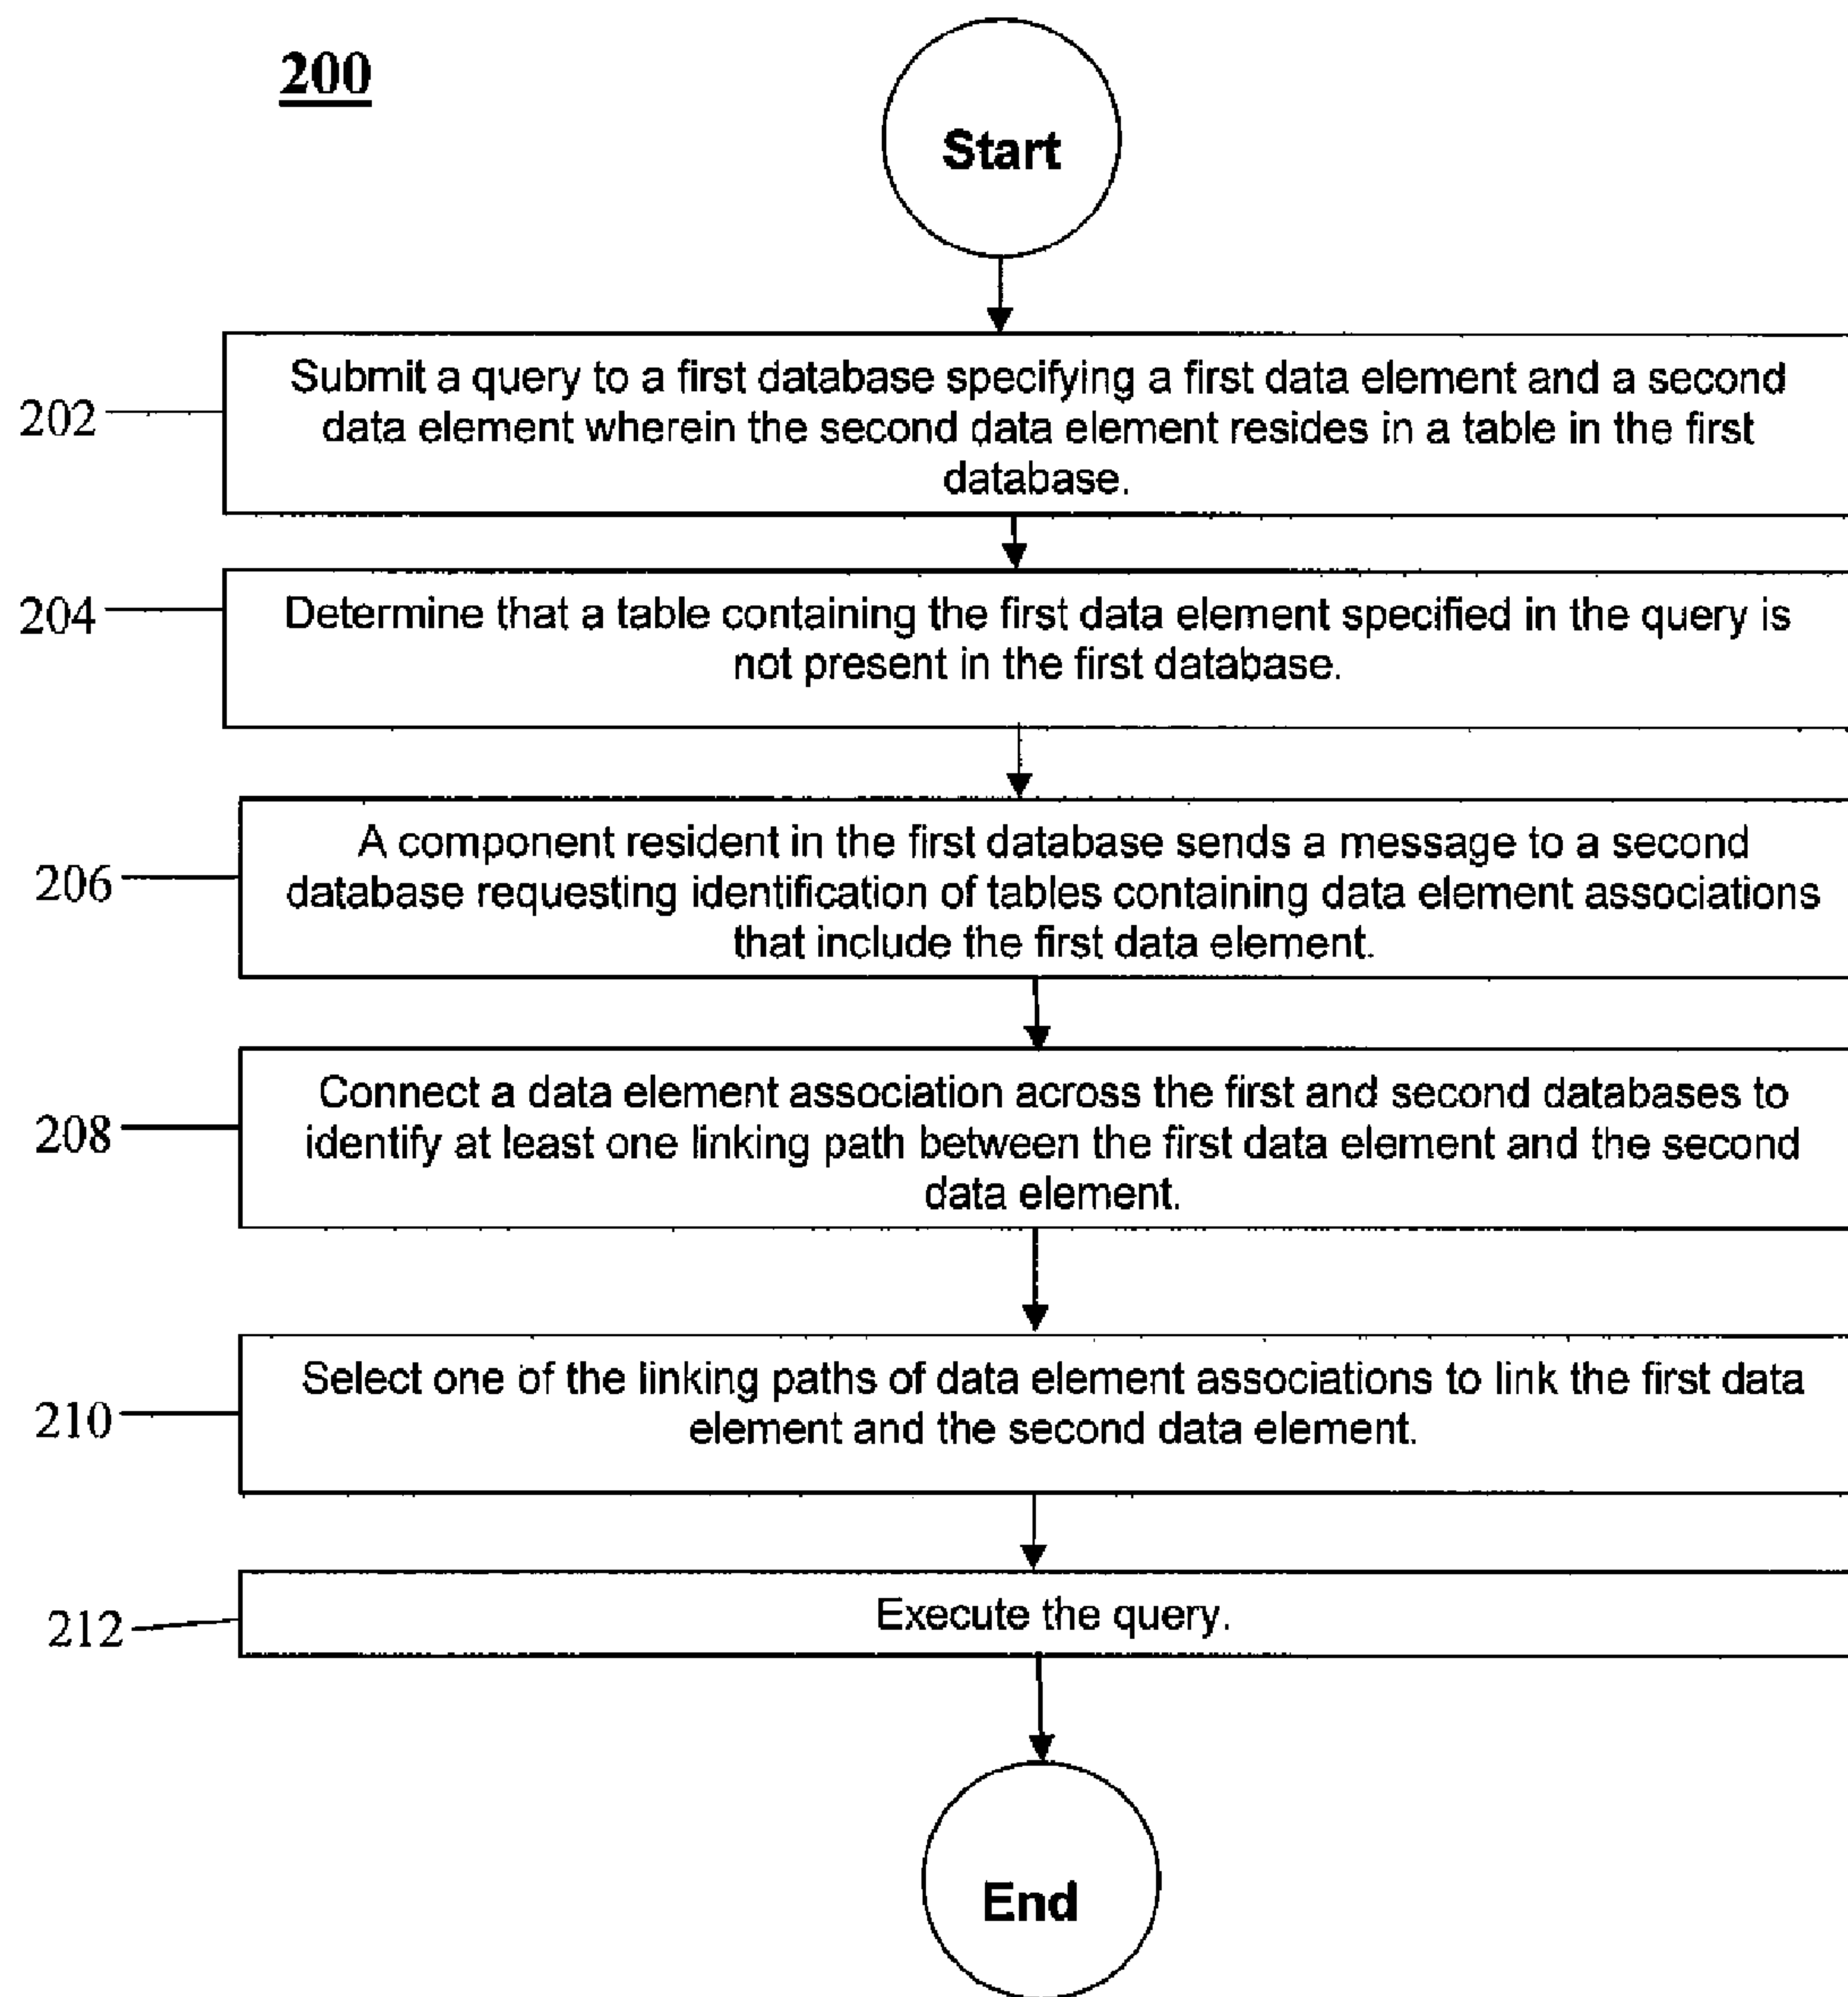 200
Start
202
Submit a query to a first database specifying a first data element and a second
data element wherein the second data element resides in a table in the first
database.
204
Determine that a table containing the first data element specified in the query is
not present in the first database.
206
A component resident in the first database sends a message to a second
database requesting identification of tables containing data element associations
that include the first data element.
208
Connect a data element association across the first and second databases to
identify at least one linking path between the first data element and the second
data element.
210
Select one of the linking paths of data element associations to link the first data
element and the second data element.
212
Execute the query.
End